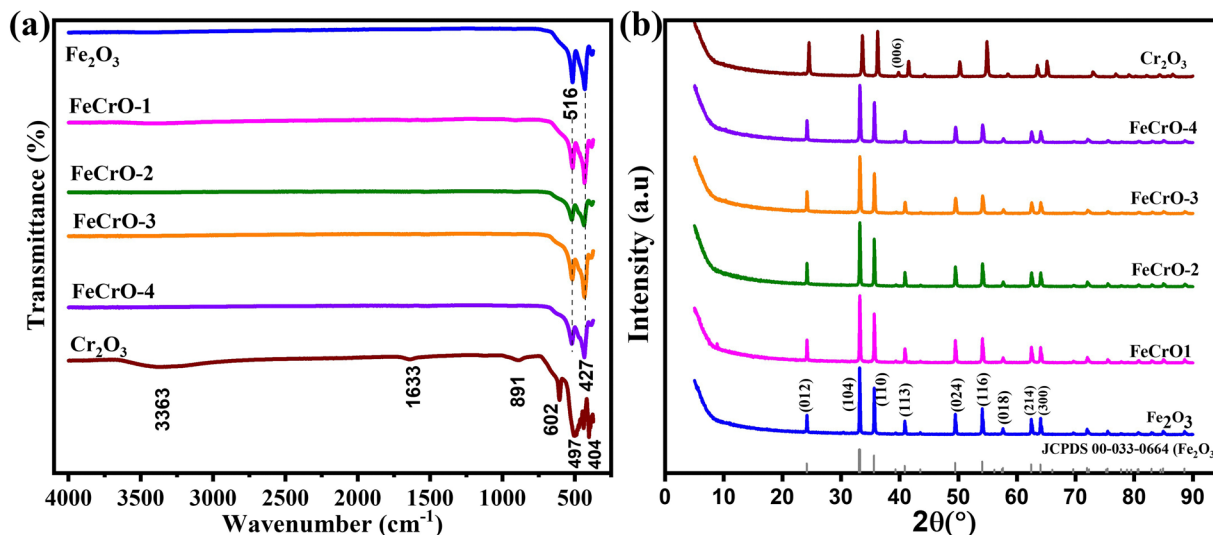 (a)
Fe₂O₃
FeCrO-1
FeCrO-2
FeCrO-3
FeCrO-4
Cr₂O₃
516
427
3363
1633
891
602
497
404
Transmittance (%)
4000 3500 3000 2500 2000 1500 1000 500
Wavenumber (cm⁻¹)
(b)
(006)
Cr₂O₃
FeCrO-4
FeCrO-3
FeCrO-2
FeCrO1
(012) (104) (110) (113) (024) (116) (018) (214) (300)
Fe₂O₃
JCPDS 00-033-0664 (Fe₂O₃
Intensity (a.u)
0 10 20 30 40 50 60 70 80 90
2θ(°)